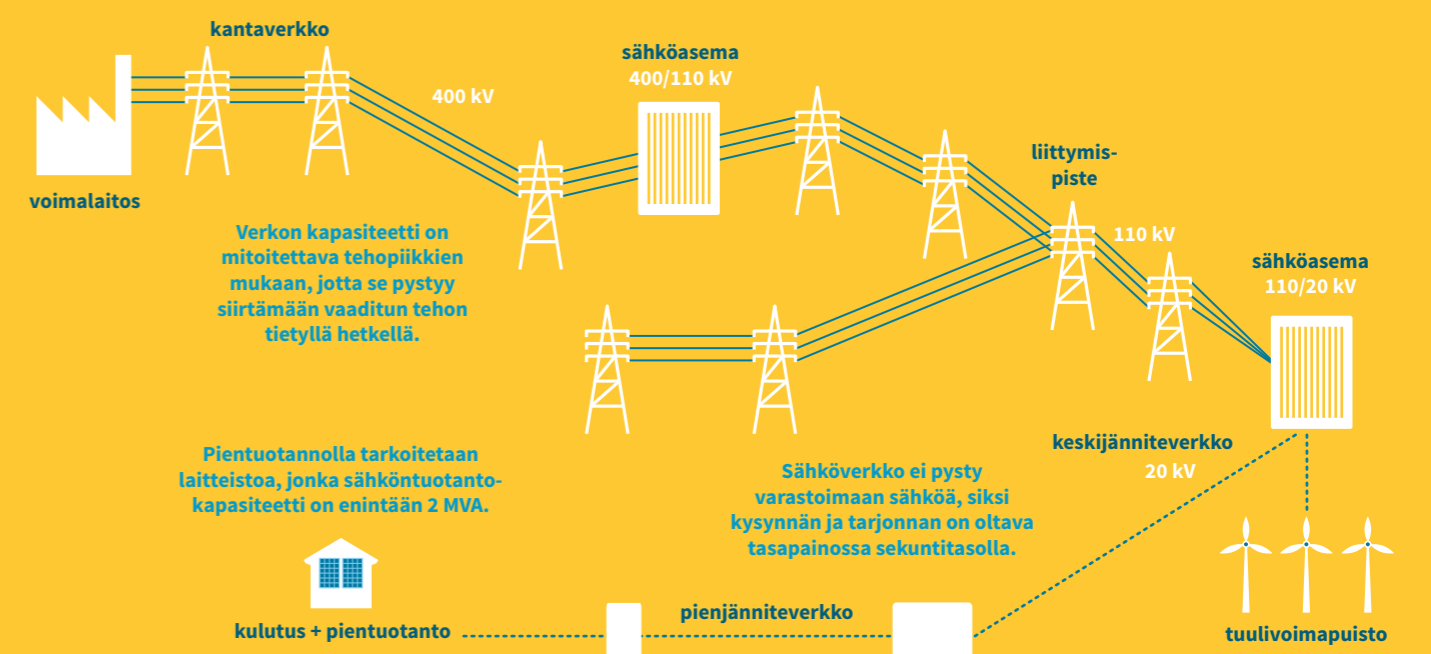 kantaverkko
sähköasema
400/110 kV
400 kV
liittymis-
piste
voimalaitos
110 kV
Verkon kapasiteetti on
mitoitettava tehopiikkien
mukaan, jotta se pystyy
siirtämään vaaditun tehon
tietyllä hetkellä.
sähköasema
110/20 kV
keskijänniteverkko
20 kV
Pientuotannolla tarkoitetaan
laitteistoa, jonka sähköntuotanto-
kapasiteetti on enintään 2 MVA.
Sähköverkko ei pysty
varastoimaan sähköä, siksi
kysynnän ja tarjonnan on oltava
tasapainossa sekuntitasolla.
pienjänniteverkko
kulutus + pientuotanto
tuulivoimapuisto